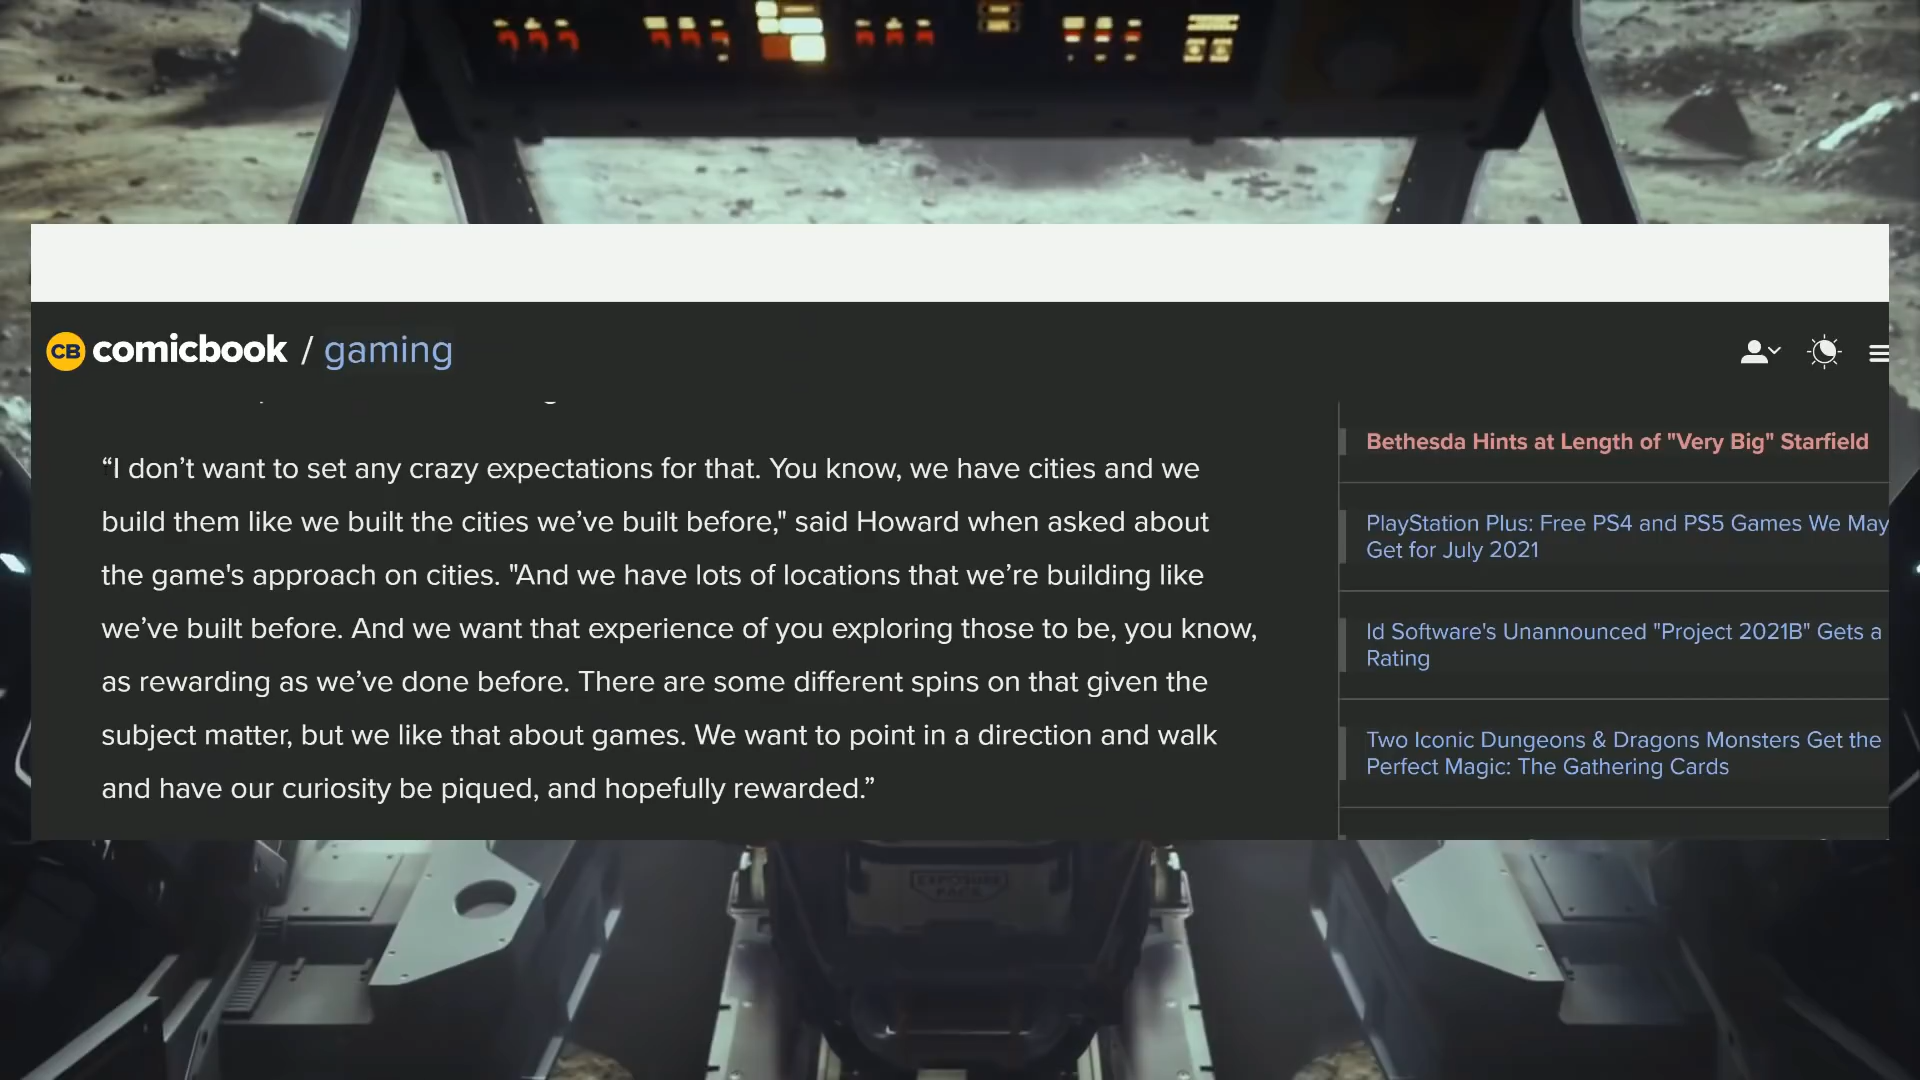 CB comicbook / gaming
“I don’t want to set any crazy expectations for that. You know, we have cities and we
build them like we built the cities we’ve built before," said Howard when asked about
the game's approach on cities. "And we have lots of locations that we’re building like
we’ve built before. And we want that experience of you exploring those to be, you know,
as rewarding as we’ve done before. There are some different spins on that given the
subject matter, but we like that about games. We want to point in a direction and walk
and have our curiosity be piqued, and hopefully rewarded.”
Bethesda Hints at Length of "Very Big" Starfield
PlayStation Plus: Free PS4 and PS5 Games We May
Get for July 2021
Id Software's Unannounced "Project 2021B" Gets a
Rating
Two Iconic Dungeons & Dragons Monsters Get the
Perfect Magic: The Gathering Cards
EXPOSURE
PACK